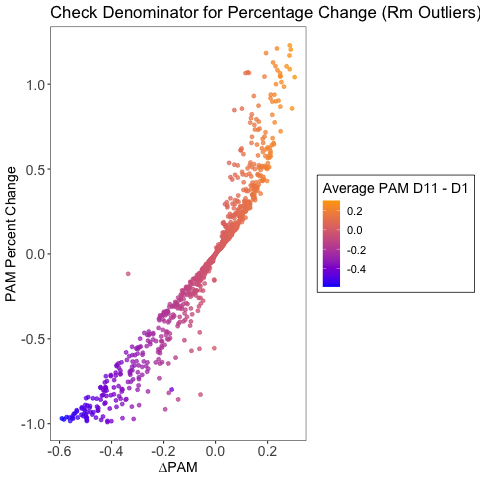 Check Denominator for Percentage Change (Rm Outliers)
PAM Percent Change
1.0
0.5
0.0
-0.5
-1.0
-0.6 -0.4 -0.2 0.0 0.2
ΔPAM
Average PAM D11 - D1
0.2
0.0
-0.2
-0.4